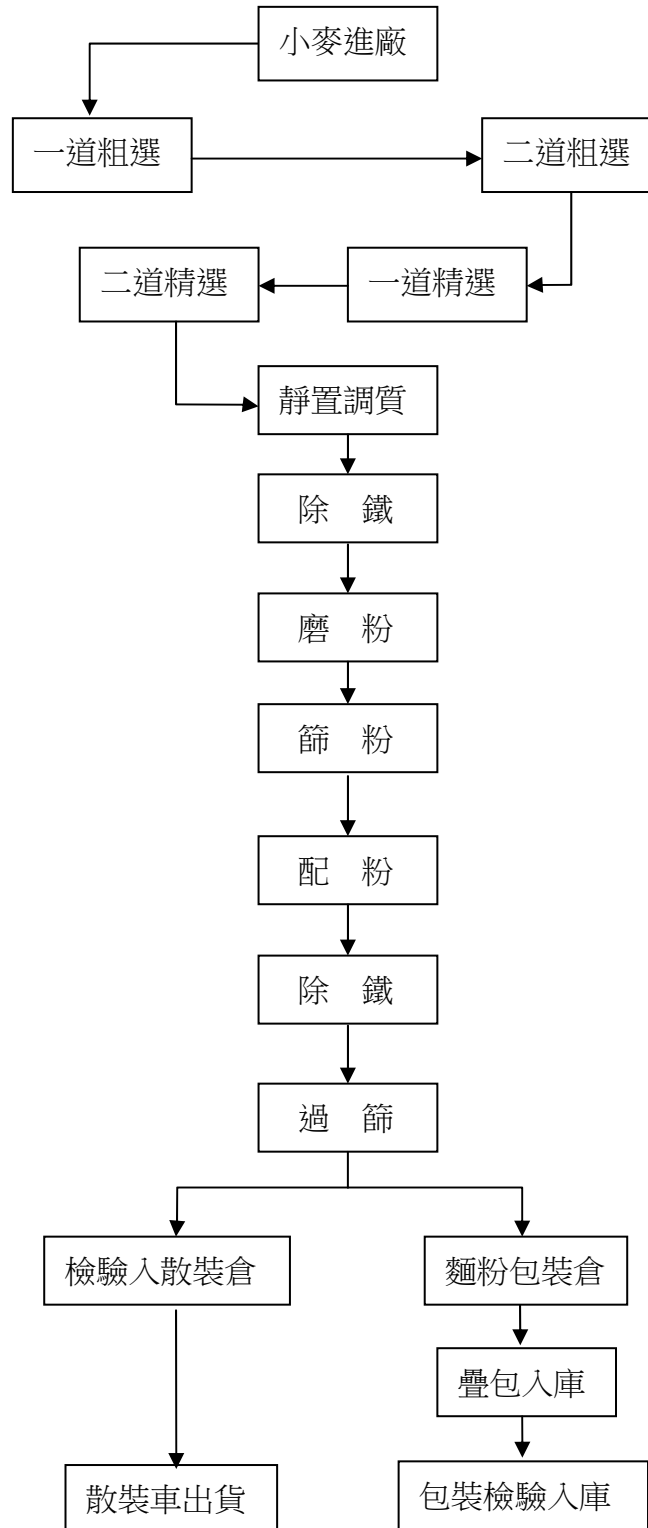 小麥進廠
一道粗選
二道粗選
二道精選
一道精選
靜置調質
除　鐵
磨　粉
篩　粉
配　粉
除　鐵
過　篩
檢驗入散裝倉
麵粉包裝倉
疊包入庫
散裝車出貨
包裝檢驗入庫